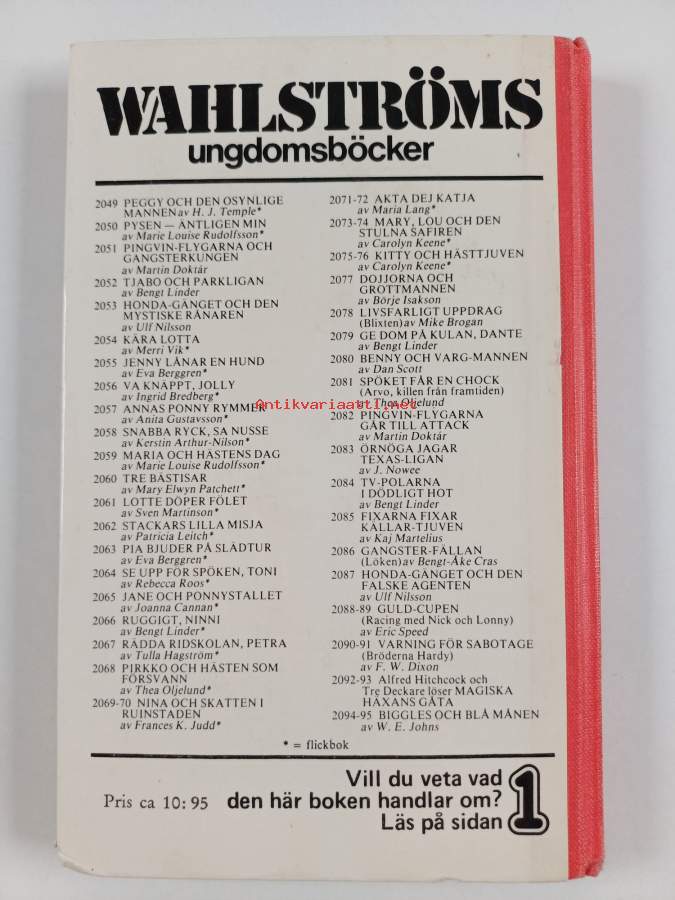 WAHLSTRÖMS
ungdomsböcker
2049 PEGGY OCH DEN OSYNLIGE
MANNEN av H. J. Temple*
2050 PYSEN — ÄNTLIGEN MIN
av Marie Louise Rudolfsson*
2051 PINGVIN-FLYGARNA OCH
GANGSTERKUNGEN
av Martin Doktár
2052 TJABO OCH PARKLIGAN
av Bengt Linder
2053 HONDA-GÄNGET OCH DEN
MYSTISKE RÅNAREN
av Ulf Nilsson
2054 KÄRA LOTTA
av Merri Vik*
2055 JENNY LÅNAR EN HUND
av Eva Berggren*
2056 VA KNÄPPT, JOLLY
av Ingrid Bredberg*
2057 ANNAS PONNY RYMMER
av Anita Gustavsson*
2058 SNABBA RYCK, SA NUSSE
av Kerstin Arthur-Nilson*
2059 MARIA OCH HÄSTENS DAG
av Marie Louise Rudolfsson*
2060 TRE BÄSTISAR
av Mary Elwyn Patchett*
2061 LOTTE DÖPER FÖLET
av Sven Martinson*
2062 STACKARS LILLA MISJA
av Patricia Leitch*
2063 PIA BJUDER PÅ SLÄDTUR
av Eva Berggren*
2064 SE UPP FÖR SPÖKEN, TONI
av Rebecca Roos*
2065 JANE OCH PONNYSTALLET
av Joanna Cannan*
2066 RUGGIGT, NINNI
av Bengt Linder*
2067 RÄDDA RIDSKOLAN, PETRA
av Tulla Hagström*
2068 PIRKKO OCH HÄSTEN SOM
FÖRSVANN
av Thea Oljelund*
2069-70 NINA OCH SKATTEN I
RUINSTADEN
av Frances K. Judd*
2071-72 AKTA DEJ KATJA
av Maria Lang*
2073-74 MARY, LOU OCH DEN
STULNA SAFIREN
av Carolyn Keene*
2075-76 KITTY OCH HÄSTTJUVEN
av Carolyn Keene*
2077 DOJJORNA OCH
GROTTMANNEN
av Börje Isakson
2078 LIVSFARLIGT UPPDRAG
(Blixten) av Mike Brogan
2079 GE DOM PÅ KULAN, DANTE
av Bengt Linder
2080 BENNY OCH VARG-MANNEN
av Dan Scott
2081 SPÖKET FÅR EN CHOCK
(Arvo, killen från framtiden)
av Thea Oljelund
Antikvariaatti.net
2082 PINGVIN-FLYGARNA
GÅR TILL ATTACK
av Martin Doktár
2083 ÖRNÖGA JAGAR
TEXAS-LIGAN
av J. Nowee
2084 TV-POLARNA
I DÖDLIGT HOT
av Bengt Linder
2085 FIXARNA FIXAR
KÄLLAR-TJUVEN
av Kaj Martelius
2086 GANGSTER-FÄLLAN
(Löken) av Bengt-Åke Cras
2087 HONDA-GÄNGET OCH DEN
FALSKE AGENTEN
av Ulf Nilsson
2088-89 GULD-CUPEN
(Racing med Nick och Lonny)
av Eric Speed
2090-91 VARNING FÖR SABOTAGE
(Bröderna Hardy)
av F. W. Dixon
2092-93 Alfred Hitchcock och
Tre Deckare löser MAGISKA
HÄXANS GÅTA
2094-95 BIGGLES OCH BLÅ MÅNEN
av W. E. Johns
* = flickbok
Pris ca 10:95
Vill du veta vad
den här boken handlar om?
Läs på sidan 1